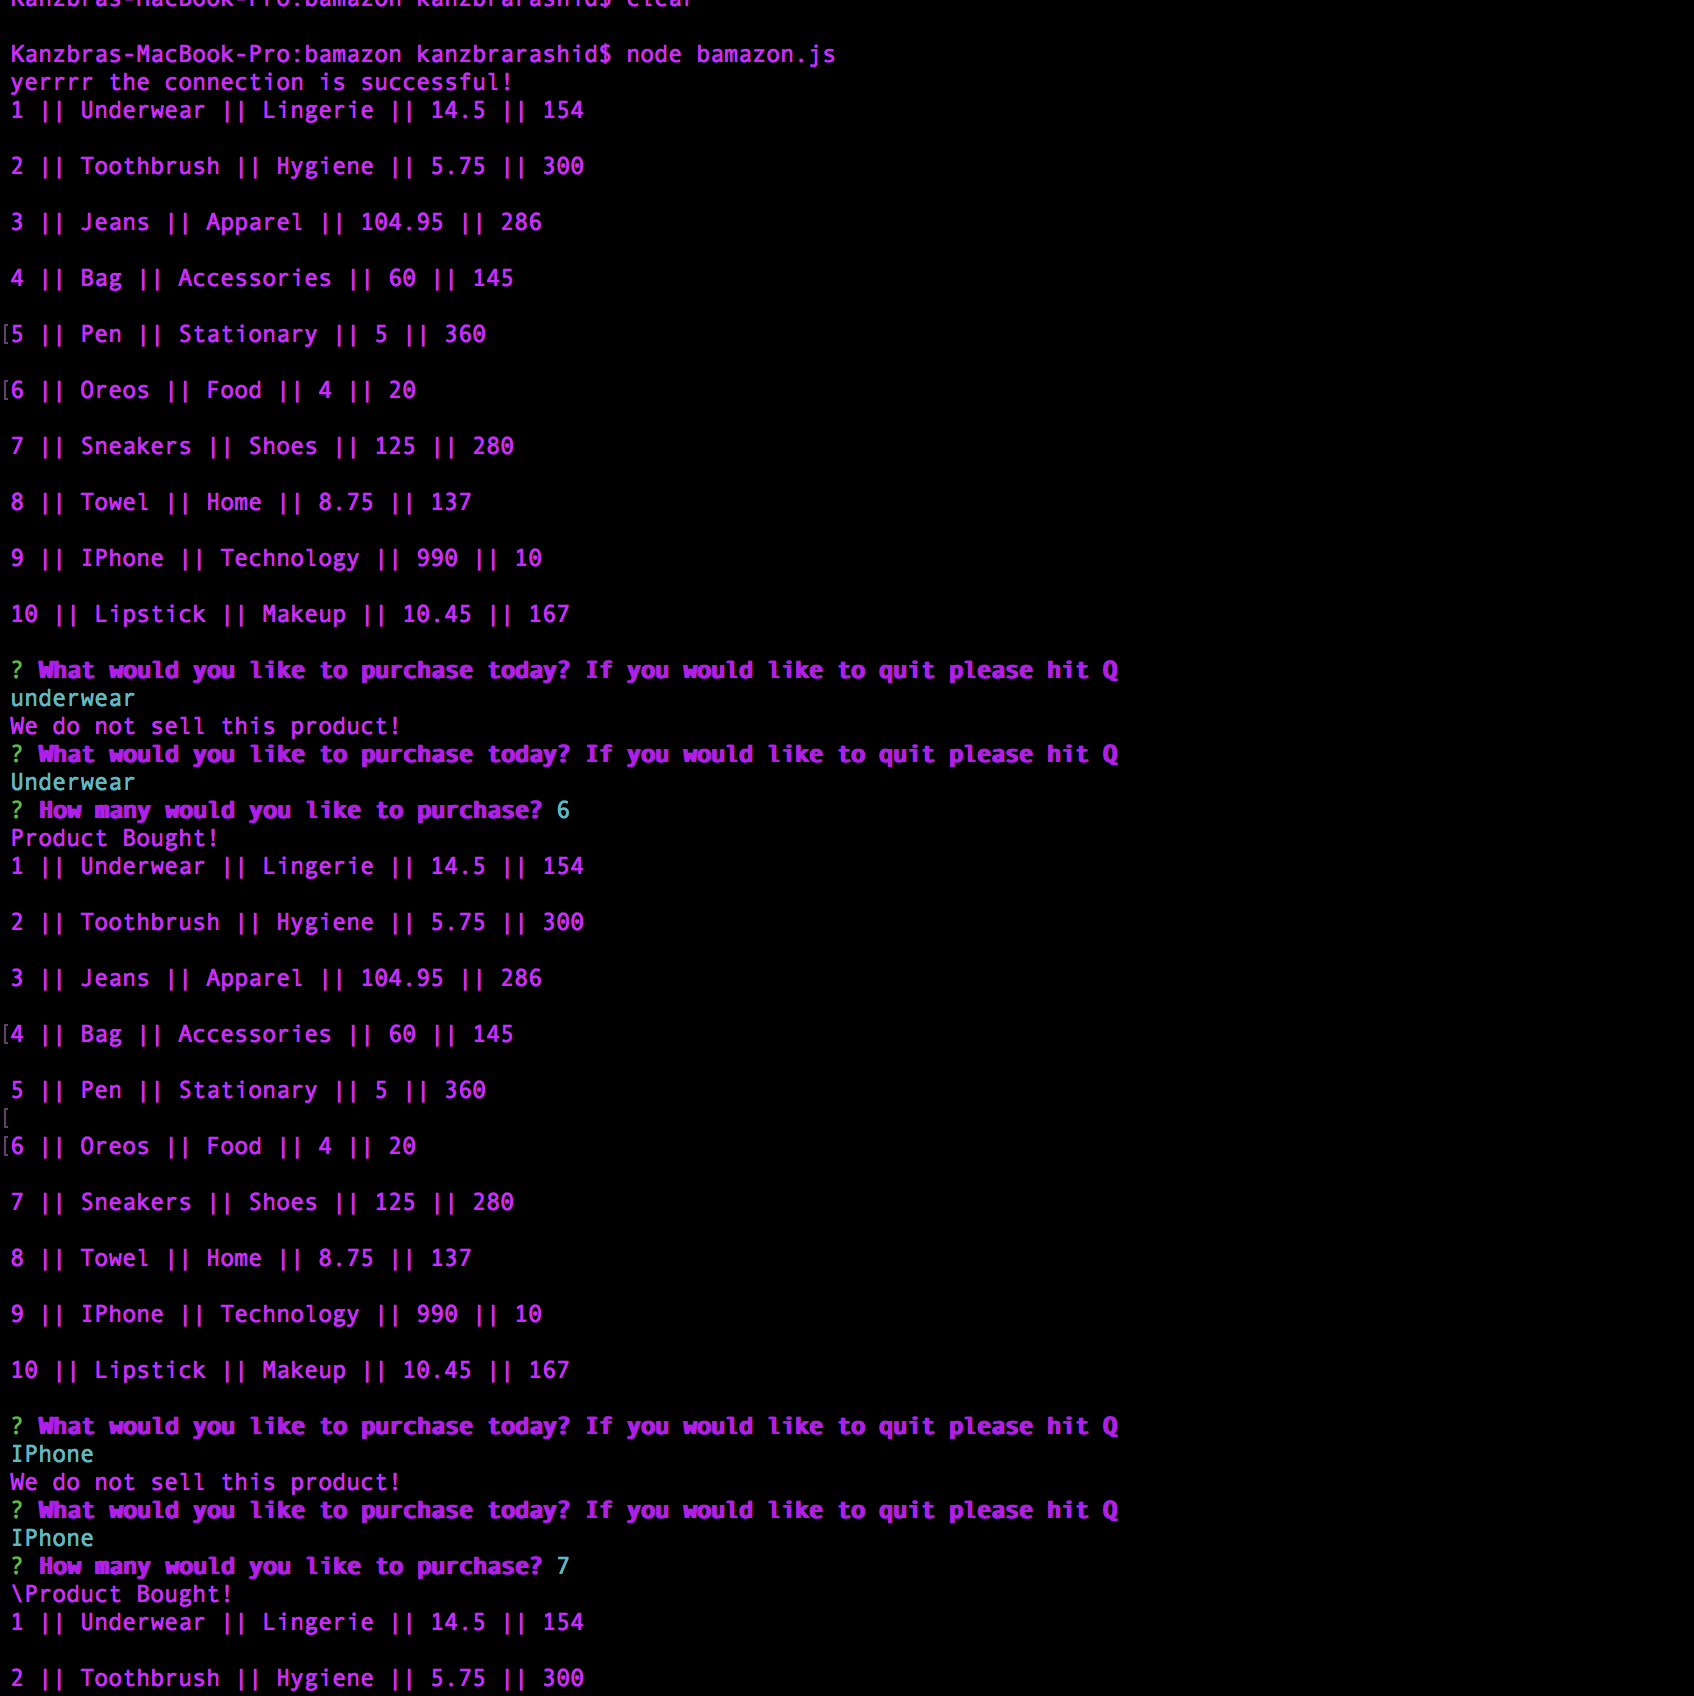 Kanzbras-MacBook-Pro:bamazon kanzbrarashid$ clear
Kanzbras-MacBook-Pro:bamazon kanzbrarashid$ node bamazon.js
yerrrr the connection is successful!
1 || Underwear || Lingerie || 14.5 || 154
2 || Toothbrush || Hygiene || 5.75 || 300
3 || Jeans || Apparel || 104.95 || 286
4 || Bag || Accessories || 60 || 145
[5 || Pen || Stationary || 5 || 360
[6 || Oreos || Food || 4 || 20
7 || Sneakers || Shoes || 125 || 280
8 || Towel || Home || 8.75 || 137
9 || IPhone || Technology || 990 || 10
10 || Lipstick || Makeup || 10.45 || 167
? What would you like to purchase today? If you would like to quit please hit Q
underwear
We do not sell this product!
? What would you like to purchase today? If you would like to quit please hit Q
Underwear
? How many would you like to purchase? 6
Product Bought!
1 || Underwear || Lingerie || 14.5 || 154
2 || Toothbrush || Hygiene || 5.75 || 300
3 || Jeans || Apparel || 104.95 || 286
[4 || Bag || Accessories || 60 || 145
5 || Pen || Stationary || 5 || 360
[
[6 || Oreos || Food || 4 || 20
7 || Sneakers || Shoes || 125 || 280
8 || Towel || Home || 8.75 || 137
9 || IPhone || Technology || 990 || 10
10 || Lipstick || Makeup || 10.45 || 167
? What would you like to purchase today? If you would like to quit please hit Q
IPhone
We do not sell this product!
? What would you like to purchase today? If you would like to quit please hit Q
IPhone
? How many would you like to purchase? 7
\Product Bought!
1 || Underwear || Lingerie || 14.5 || 154
2 || Toothbrush || Hygiene || 5.75 || 300